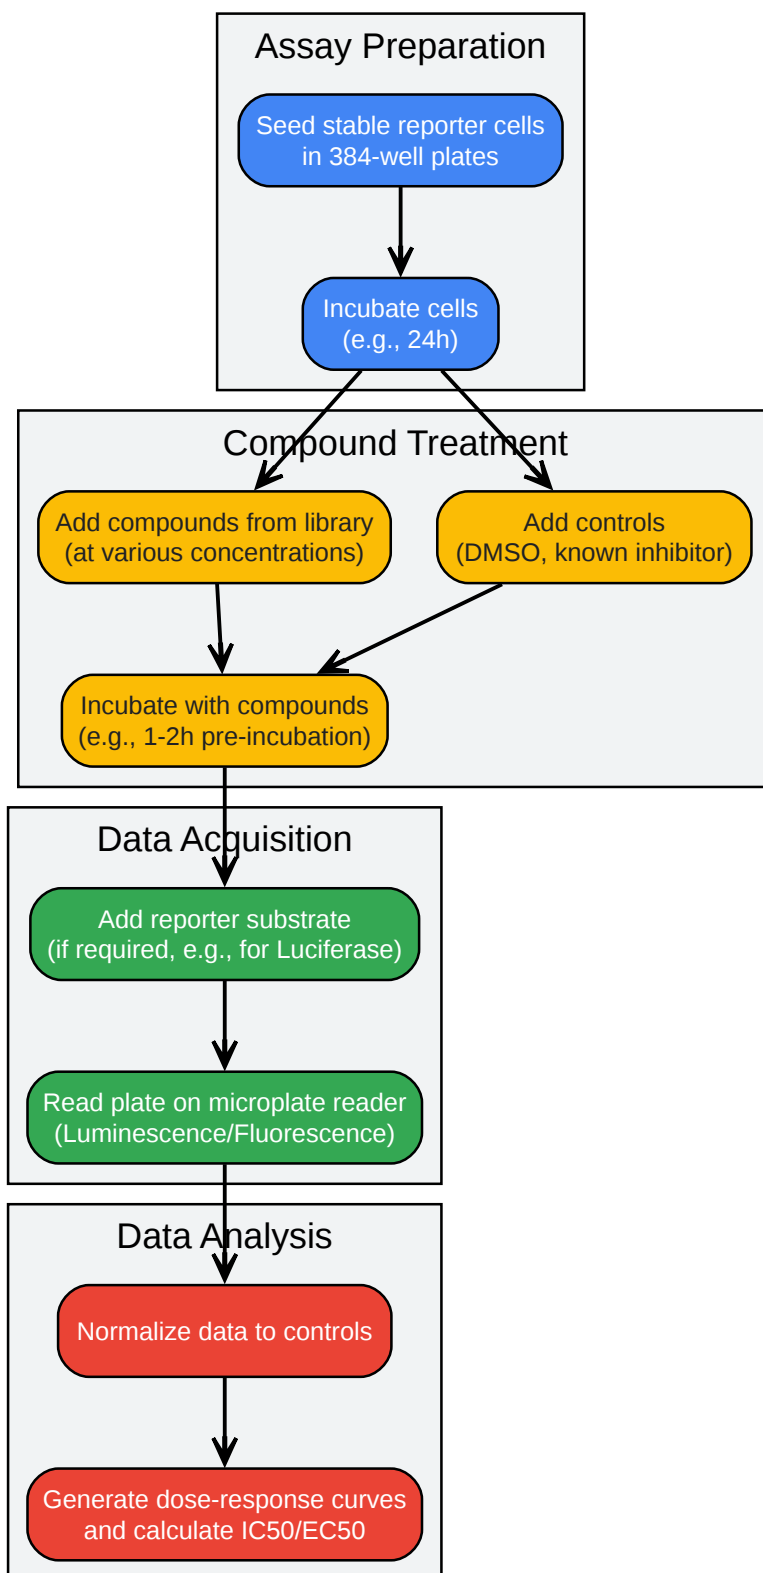 Assay Preparation
Seed stable reporter cells
in 384-well plates
Incubate cells
(e.g., 24h)
Compound Treatment
Add compounds from library
(at various concentrations)
Add controls
(DMSO, known inhibitor)
Incubate with compounds
(e.g., 1-2h pre-incubation)
Data Acquisition
Add reporter substrate
(if required, e.g., for Luciferase)
Read plate on microplate reader
(Luminescence/Fluorescence)
Data Analysis
Normalize data to controls
Generate dose-response curves
and calculate IC50/EC50